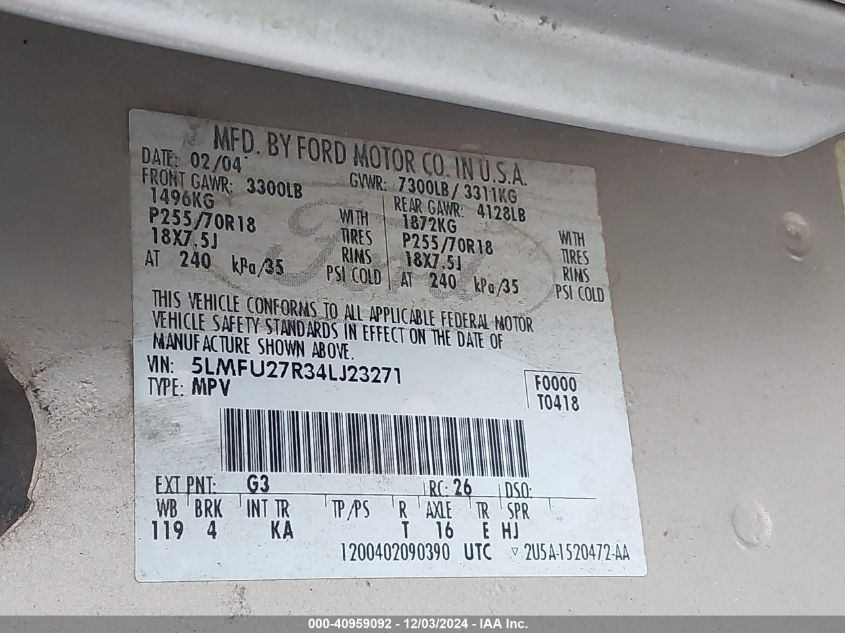 MFD. BY FORD MOTOR CO. IN U.S.A.
DATE: 02/04 GVWR: 7300LB / 3311KG
FRONT GAWR: 3300LB REAR GAWR: 4128LB
1496KG WITH 1872KG WITH
P255/70R18 TIRES P255/70R18 TIRES
18X7.5J RIMS 18X7.5J RIMS
AT 240 kPa/35 PSI COLD AT 240 kPa/35 PSI COLD
Ford
THIS VEHICLE CONFORMS TO ALL APPLICABLE FEDERAL MOTOR
VEHICLE SAFETY STANDARDS IN EFFECT ON THE DATE OF
MANUFACTURE SHOWN ABOVE.
VIN: 5LMFU27R34LJ23271 F0000
TYPE: MPV T0418
EXT PNT: G3 RC: 26 DSO:
WB BRK INT TR TP/PS R AXLE TR SPR
119 4 KA T 16 E HJ
1200402090390 UTC ▽ 2U5A-1520472-AA
000-40959092 - 12/03/2024 - IAA Inc.